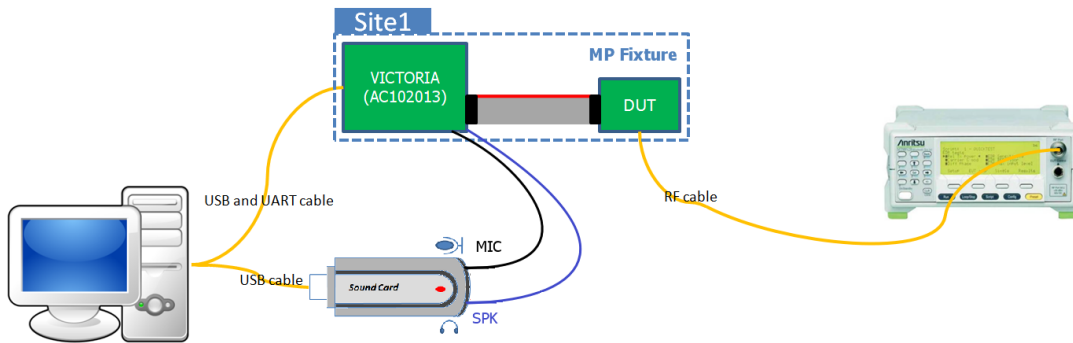 Site1
MP Fixture
VICTORIA
(AC102013)
DUT
Anritsu
USB and UART cable
RF cable
MIC
USB cable
Sound Card
SPK